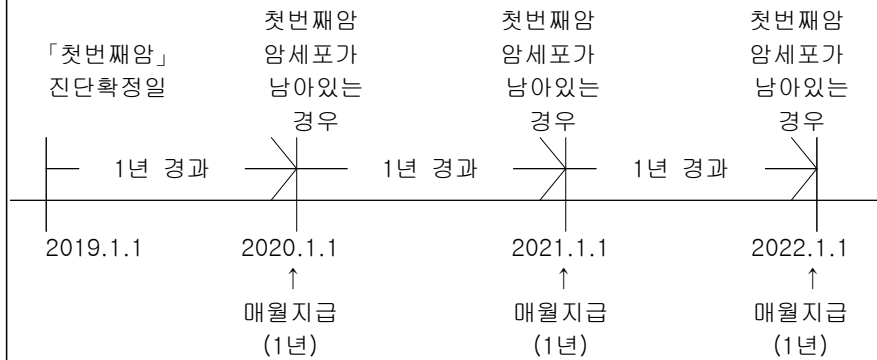 첫번째암 첫번째암 첫번째암
「첫번째암」 암세포가 암세포가 암세포가
진단확정일 남아있는 남아있는 남아있는
경우 경우 경우
1년 경과 1년 경과 1년 경과
2019.1.1 2020.1.1 2021.1.1 2022.1.1
↑ ↑ ↑
매월지급 매월지급 매월지급
(1년) (1년) (1년)